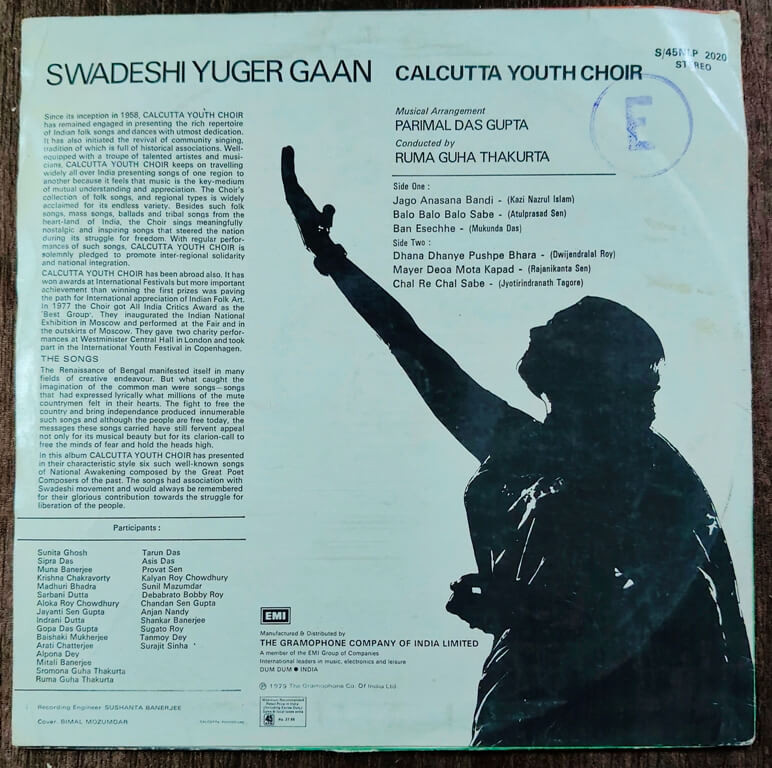 SWADESHI YUGER GAAN CALCUTTA YOUTH CHOIR
S/45NLP 2020
STEREO
E
Since its inception in 1958, CALCUTTA YOUTH CHOIR
has remained engaged in presenting the rich repertoire
of Indian folk songs and dances with utmost dedication.
It has also initiated the revival of community singing,
tradition of which is full of historical associations. Well-
equipped with a troupe of talented artistes and musi-
cians, CALCUTTA YOUTH CHOIR keeps on travelling
widely all over India presenting songs of one region to
another because it feels that music is the key-medium
of mutual understanding and appreciation. The Choir's
collection of folk songs, and regional types is widely
acclaimed for its endless variety. Besides such folk
songs, mass songs, ballads and tribal songs from the
heart-land of India, the Choir sings meaningfully
nostalgic and inspiring songs that steered the nation
during its struggle for freedom. With regular perfor-
mances of such songs, CALCUTTA YOUTH CHOIR is
solemnly pledged to promote inter-regional solidarity
and national integration.
CALCUTTA YOUTH CHOIR has been abroad also. It has
won awards at International Festivals but more important
achievement than winning the first prizes was paving
the path for International appreciation of Indian Folk Art.
In 1977 the Choir got All India Critics Award as the
'Best Group'. They inaugurated the Indian National
Exhibition in Moscow and performed at the Fair and in
the outskirts of Moscow. They gave two charity perfor-
mances at Westminister Central Hall in London and took
part in the International Youth Festival in Copenhagen.
THE SONGS
The Renaissance of Bengal manifested itself in many
fields of creative endeavour. But what caught the
imagination of the common man were songs—songs
that had expressed lyrically what millions of the mute
countrymen felt in their hearts. The fight to free the
country and bring independance produced innumerable
such songs and although the people are free today, the
messages these songs carried have still fervent appeal
not only for its musical beauty but for its clarion-call to
free the minds of fear and hold the heads high.
In this album CALCUTTA YOUTH CHOIR has presented
in their characteristic style six such well-known songs
of National Awakening composed by the Great Poet
Composers of the past. The songs had association with
Swadeshi movement and would always be remembered
for their glorious contribution towards the struggle for
liberation of the people.
Musical Arrangement
PARIMAL DAS GUPTA
Conducted by
RUMA GUHA THAKURTA
Side One :
Jago Anasana Bandi - (Kazi Nazrul Islam)
Balo Balo Balo Sabe - (Atulprasad Sen)
Ban Esechhe - (Mukunda Das)
Side Two :
Dhana Dhanye Pushpe Bhara - (Dwijendralal Roy)
Mayer Deoa Mota Kapad - (Rajanikanta Sen)
Chal Re Chal Sabe - (Jyotirindranath Tagore)
Participants :
Sunita Ghosh
Sipra Das
Muna Banerjee
Krishna Chakravorty
Madhuri Bhadra
Sarbani Dutta
Aloka Roy Chowdhury
Jayanti Sen Gupta
Indrani Dutta
Gopa Das Gupta
Baishaki Mukherjee
Arati Chatterjee
Alpona Dey
Mitali Banerjee
Sromona Guha Thakurta
Ruma Guha Thakurta
Tarun Das
Asis Das
Provat Sen
Kalyan Roy Chowdhury
Sunil Mazumdar
Debabrato Bobby Roy
Chandan Sen Gupta
Anjan Nandy
Shankar Banerjee
Sugato Roy
Tanmoy Dey
Surajit Sinha
Recording Engineer SUSHANTA BANERJEE
Cover: BIMAL MOZUMDAR
EMI
Manufactured & Distributed by
THE GRAMOPHONE COMPANY OF INDIA LIMITED
A member of the EMI Group of Companies
International leaders in music, electronics and leisure
DUM DUM ● INDIA
℗ 1979 The Gramophone Co. Of India Ltd.
45